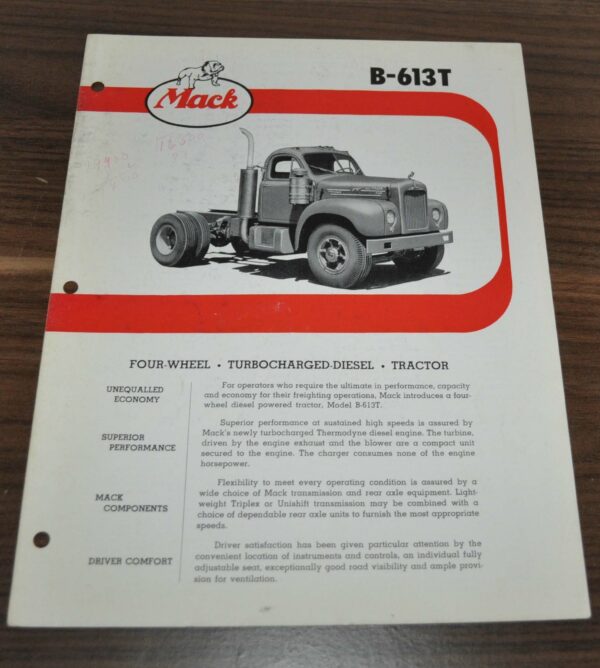 Mack
B-613T
FOUR-WHEEL • TURBOCHARGED-DIESEL • TRACTOR
UNEQUALLED
ECONOMY
For operators who require the ultimate in performance, capacity
and economy for their freighting operations, Mack introduces a four-
wheel diesel powered tractor, Model B-613T.
SUPERIOR
PERFORMANCE
Superior performance at sustained high speeds is assured by
Mack's newly turbocharged Thermodyne diesel engine. The turbine,
driven by the engine exhaust and the blower are a compact unit
secured to the engine. The charger consumes none of the engine
horsepower.
MACK
COMPONENTS
Flexibility to meet every operating condition is assured by a
wide choice of Mack transmission and rear axle equipment. Light-
weight Triplex or Unishift transmission may be combined with a
choice of dependable rear axle units to furnish the most appropriate
speeds.
DRIVER COMFORT
Driver satisfaction has been given particular attention by the
convenient location of instruments and controls, an individual fully
adjustable seat, exceptionally good road visibility and ample provi-
sion for ventilation.